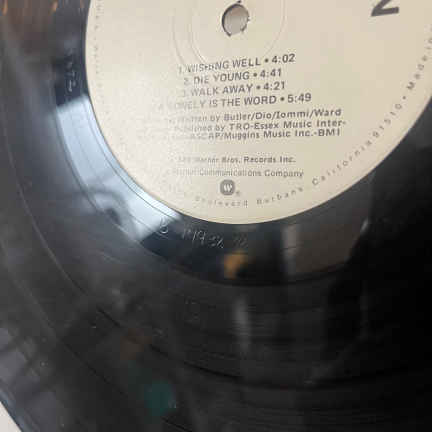 N
1. WISHING WELL • 4:02
2. DIE YOUNG • 4:41
3. WALK AWAY • 4:21
4. LONELY IS THE WORD • 5:49
Written by Butler/Dio/Iommi/Ward
Published by TRO-Essex Music Inter-
ASCAP/Muggins Music Inc.-BMI
Warner Bros. Records Inc.
Communications Company
W ®
Boulevard Burbank, California 91510 • Made in